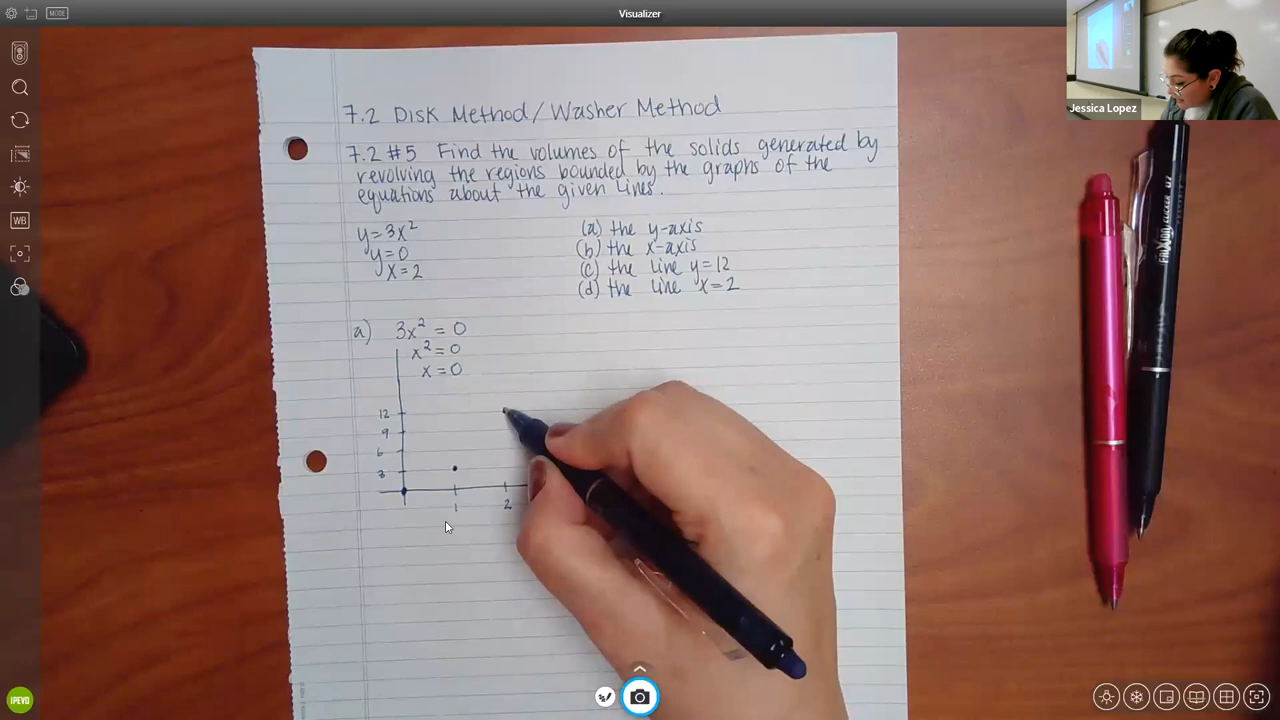 MODE
Visualizer
Jessica Lopez
WB
7.2 Disk Method/Washer Method
7.2 #5 Find the volumes of the solids generated by
revolving the regions bounded by the graphs of the
equations about the given lines.
y=3x²
y=0
x=2
(a) the y-axis
(b) the x-axis
(c) the line y=12
(d) the line x=2
a) 3x² = 0
x² = 0
x = 0
12
9
6
3
1
2
IPEVO